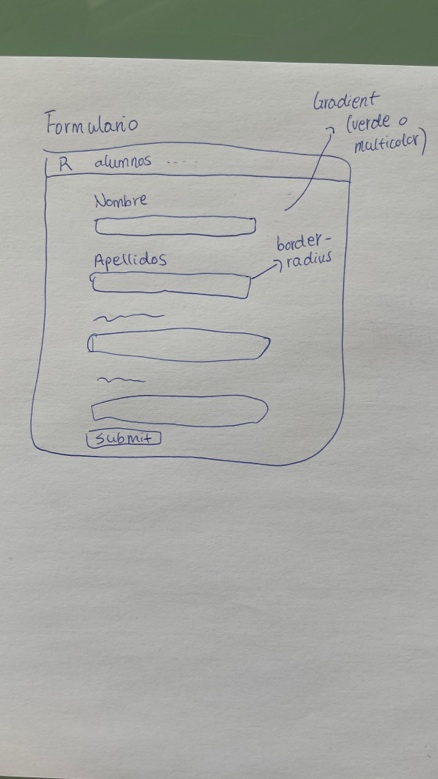 Formulario
Gradient
(verde o
multicolor)
R alumnos ....
Nombre
Apellidos
border-
radius
Submit